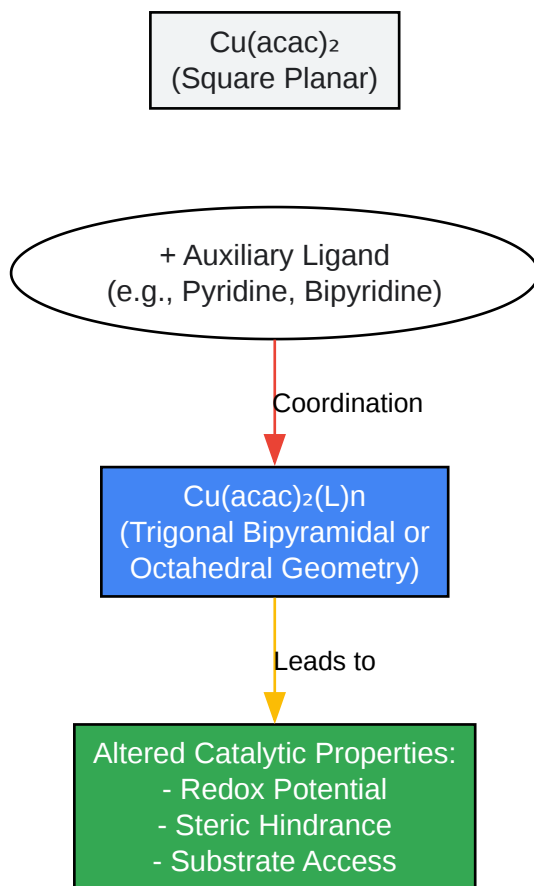 Cu(acac)₂
(Square Planar)
+ Auxiliary Ligand
(e.g., Pyridine, Bipyridine)
Coordination
Cu(acac)₂(L)n
(Trigonal Bipyramidal or
Octahedral Geometry)
Leads to
Altered Catalytic Properties:
- Redox Potential
- Steric Hindrance
- Substrate Access